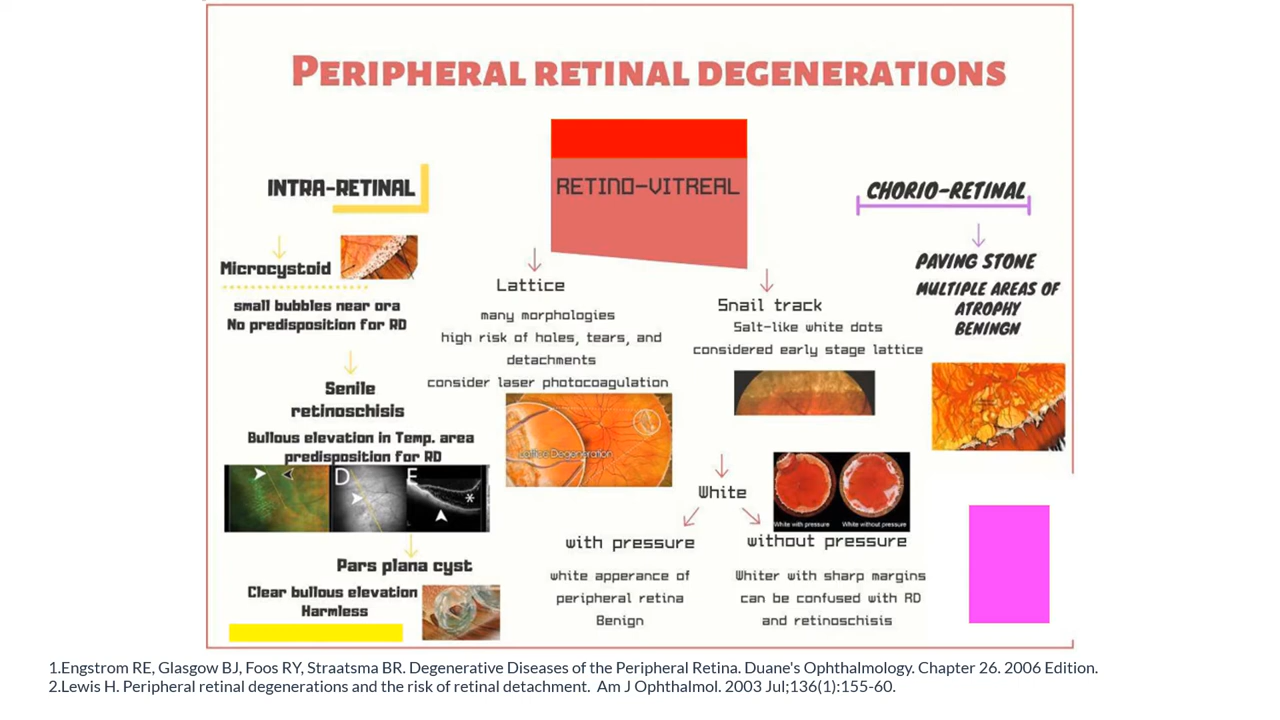 PERIPHERAL RETINAL DEGENERATIONS
INTRA-RETINAL
Microcystoid
small bubbles near ora
No predisposition for RD
Senile
retinoschisis
Bullous elevation in Temp. area
predisposition for RD
D
E
*
Pars plana cyst
Clear bullous elevation
Harmless
RETINO-VITREAL
Lattice
many morphologies
high risk of holes, tears, and
detachments
consider laser photocoagulation
Lattice Degeneration
Snail track
Salt-like white dots
considered early stage lattice
White
White with pressure
White without pressure
with pressure
white apperance of
peripheral retina
Benign
without pressure
Whiter with sharp margins
can be confused with RD
and retinoschisis
CHORIO-RETINAL
PAVING STONE
MULTIPLE AREAS OF
ATROPHY
BENINGN
1.Engstrom RE, Glasgow BJ, Foos RY, Straatsma BR. Degenerative Diseases of the Peripheral Retina. Duane's Ophthalmology. Chapter 26. 2006 Edition.
2.Lewis H. Peripheral retinal degenerations and the risk of retinal detachment. Am J Ophthalmol. 2003 Jul;136(1):155-60.